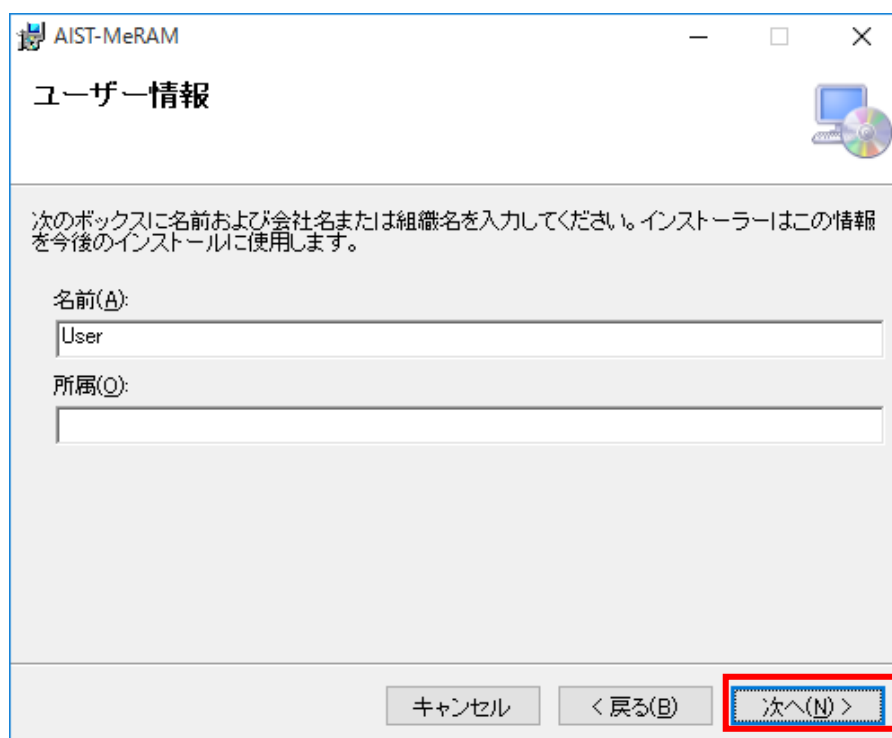 AIST-MeRAM
ユーザー情報
次のボックスに名前および会社名または組織名を入力してください。インストーラーはこの情報
を今後のインストールに使用します。
名前(A):
User
所属(O):
キャンセル
< 戻る(B)
次へ(N) >